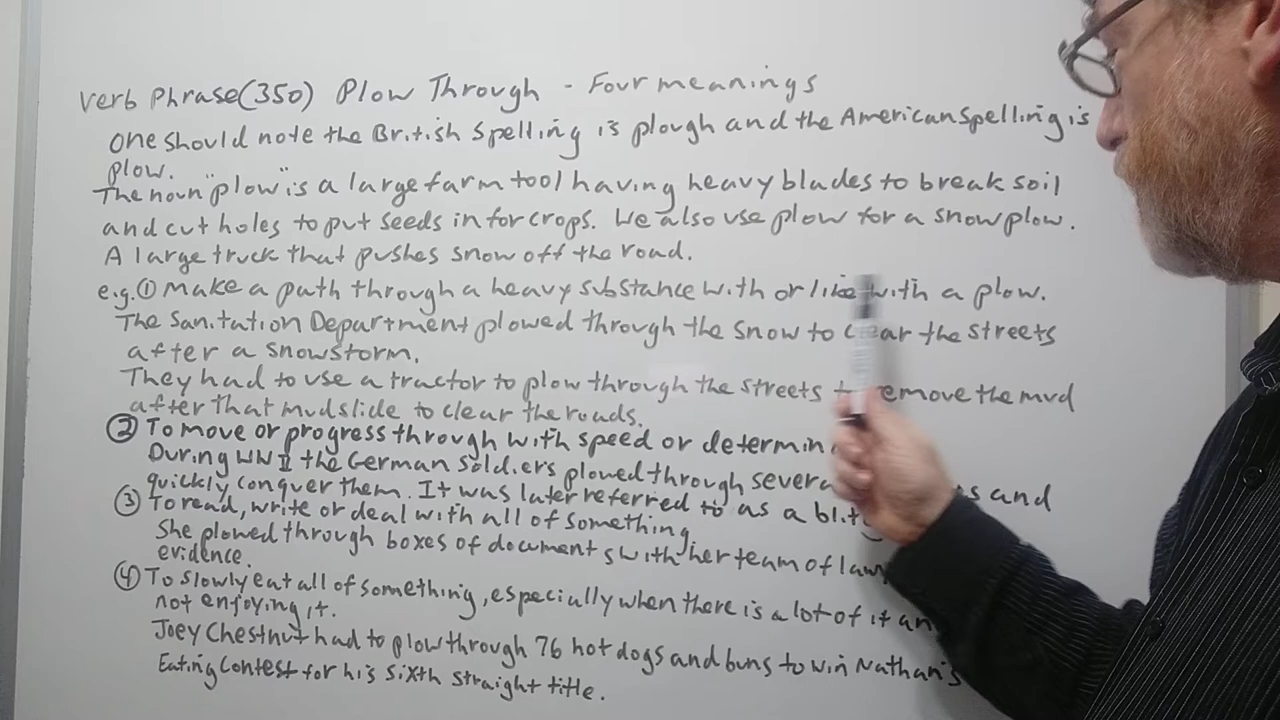 Verb Phrase (350) Plow Through - Four meanings
One should note the British spelling is plough and the American spelling is
plow.
The noun "plow" is a large farm tool having heavy blades to break soil
and cut holes to put seeds in for crops. We also use plow for a snowplow.
A large truck that pushes snow off the road.
e.g. ① Make a path through a heavy substance with or like with a plow.
The Sanitation Department plowed through the snow to clear the streets
after a snowstorm.
They had to use a tractor to plow through the streets to remove the mud
after that mudslide to clear the roads.
② To move or progress through with speed or
During WW II the German soldiers plowed through and
quickly conquer them. It was later referred to as a
③ To read, write or deal with all of something.
She plowed through boxes of documents with her team of
evidence.
④ To slowly eat all of something, especially when there is a lot of it
not enjoying it.
Joey Chestnut had to plow through 76 hot dogs and buns to win Nathan's
Eating Contest for his sixth straight title.